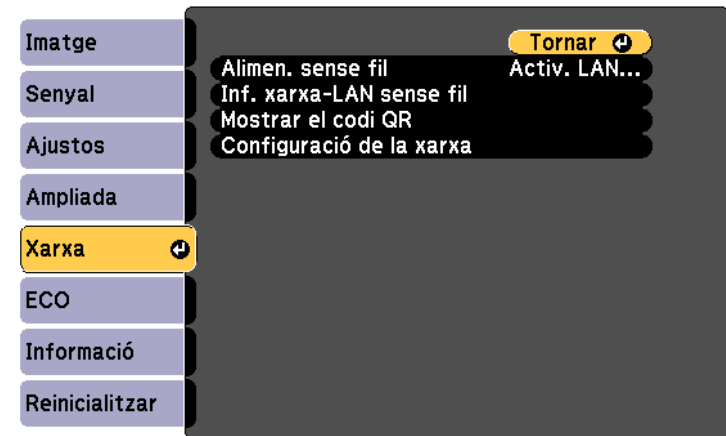 Imatge
Senyal
Ajustos
Ampliada
Xarxa
ECO
Informació
Reinicialitzar
Tornar
Alimen. sense fil Activ. LAN...
Inf. xarxa-LAN sense fil
Mostrar el codi QR
Configuració de la xarxa